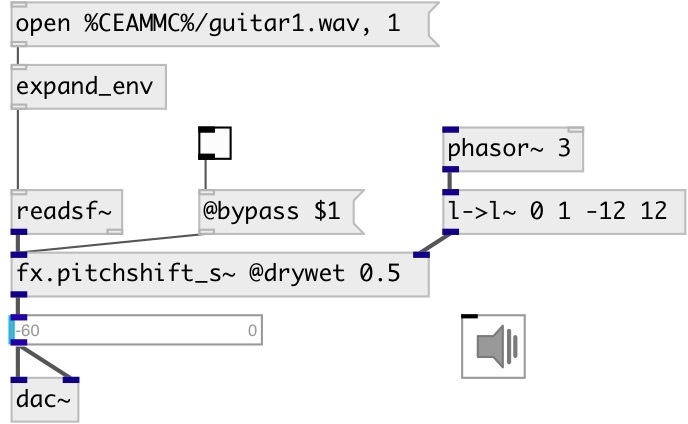 open %CEAMMC%/guitar1.wav, 1
expand_env
phasor~ 3
readsf~
@bypass $1
l->l~ 0 1 -12 12
fx.pitchshift_s~ @drywet 0.5
-60 0
dac~